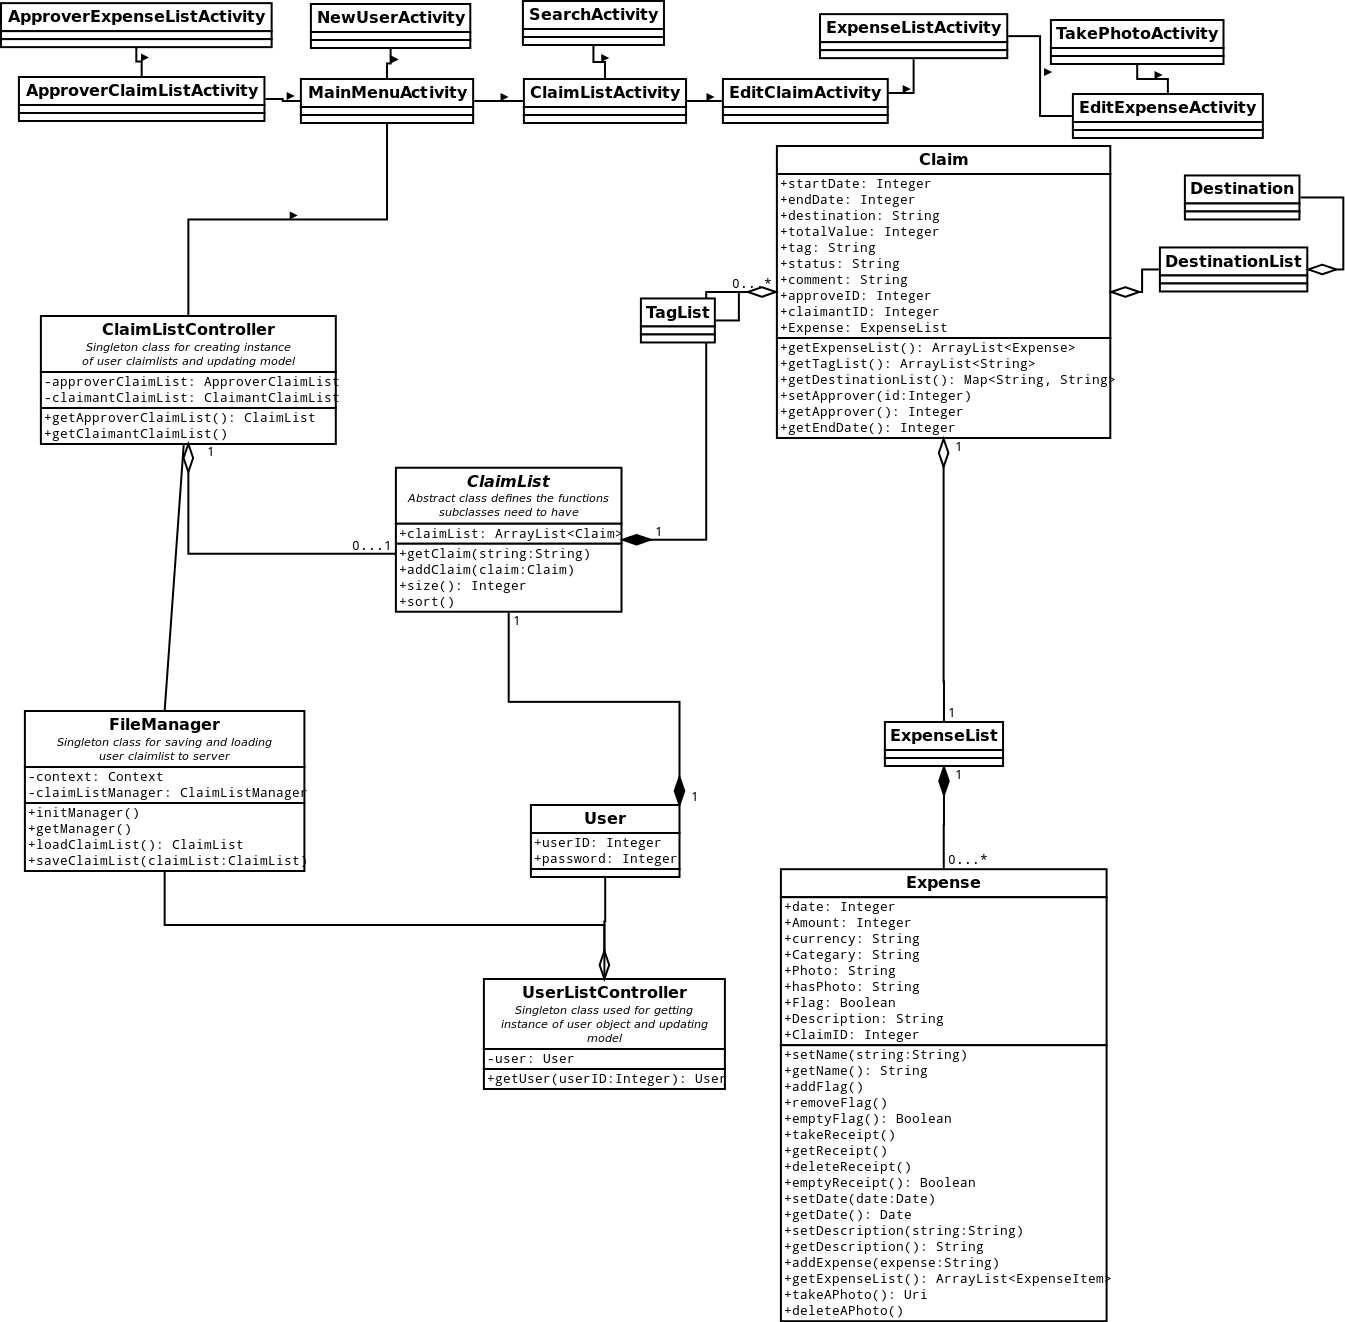 ApproverExpenseListActivity
NewUserActivity
SearchActivity
ExpenseListActivity
TakePhotoActivity
ApproverClaimListActivity
MainMenuActivity
ClaimListActivity
EditClaimActivity
EditExpenseActivity
Claim
+startDate: Integer
+endDate: Integer
+destination: String
+totalValue: Integer
+tag: String
+status: String
+comment: String
+approveID: Integer
+claimantID: Integer
+Expense: ExpenseList
+getExpenseList(): ArrayList<Expense>
+getTagList(): ArrayList<String>
+getDestinationList(): Map<String, String>
+setApprover(id:Integer)
+getApprover(): Integer
+getEndDate(): Integer
Destination
DestinationList
0...*
TagList
ClaimListController
Singleton class for creating instance
of user claimlists and updating model
-approverClaimList: ApproverClaimList
-claimantClaimList: ClaimantClaimList
+getApproverClaimList(): ClaimList
+getClaimantClaimList()
1
1
ClaimList
Abstract class defines the functions
subclasses need to have
+claimList: ArrayList<Claim>
+getClaim(string:String)
+addClaim(claim:Claim)
+size(): Integer
+sort()
1
0...1
1
FileManager
Singleton class for saving and loading
user claimlist to server
-context: Context
-claimListManager: ClaimListManager
+initManager()
+getManager()
+loadClaimList(): ClaimList
+saveClaimList(claimList:ClaimList)
1
ExpenseList
1
1
User
+userID: Integer
+password: Integer
0...*
Expense
+date: Integer
+Amount: Integer
+currency: String
+Categary: String
+Photo: String
+hasPhoto: String
+Flag: Boolean
+Description: String
+ClaimID: Integer
+setName(string:String)
+getName(): String
+addFlag()
+removeFlag()
+emptyFlag(): Boolean
+takeReceipt()
+getReceipt()
+deleteReceipt()
+emptyReceipt(): Boolean
+setDate(date:Date)
+getDate(): Date
+setDescription(string:String)
+getDescription(): String
+addExpense(expense:String)
+getExpenseList(): ArrayList<ExpenseItem>
+takeAPhoto(): Uri
+deleteAPhoto()
UserListController
Singleton class used for getting
instance of user object and updating
model
-user: User
+getUser(userID:Integer): User